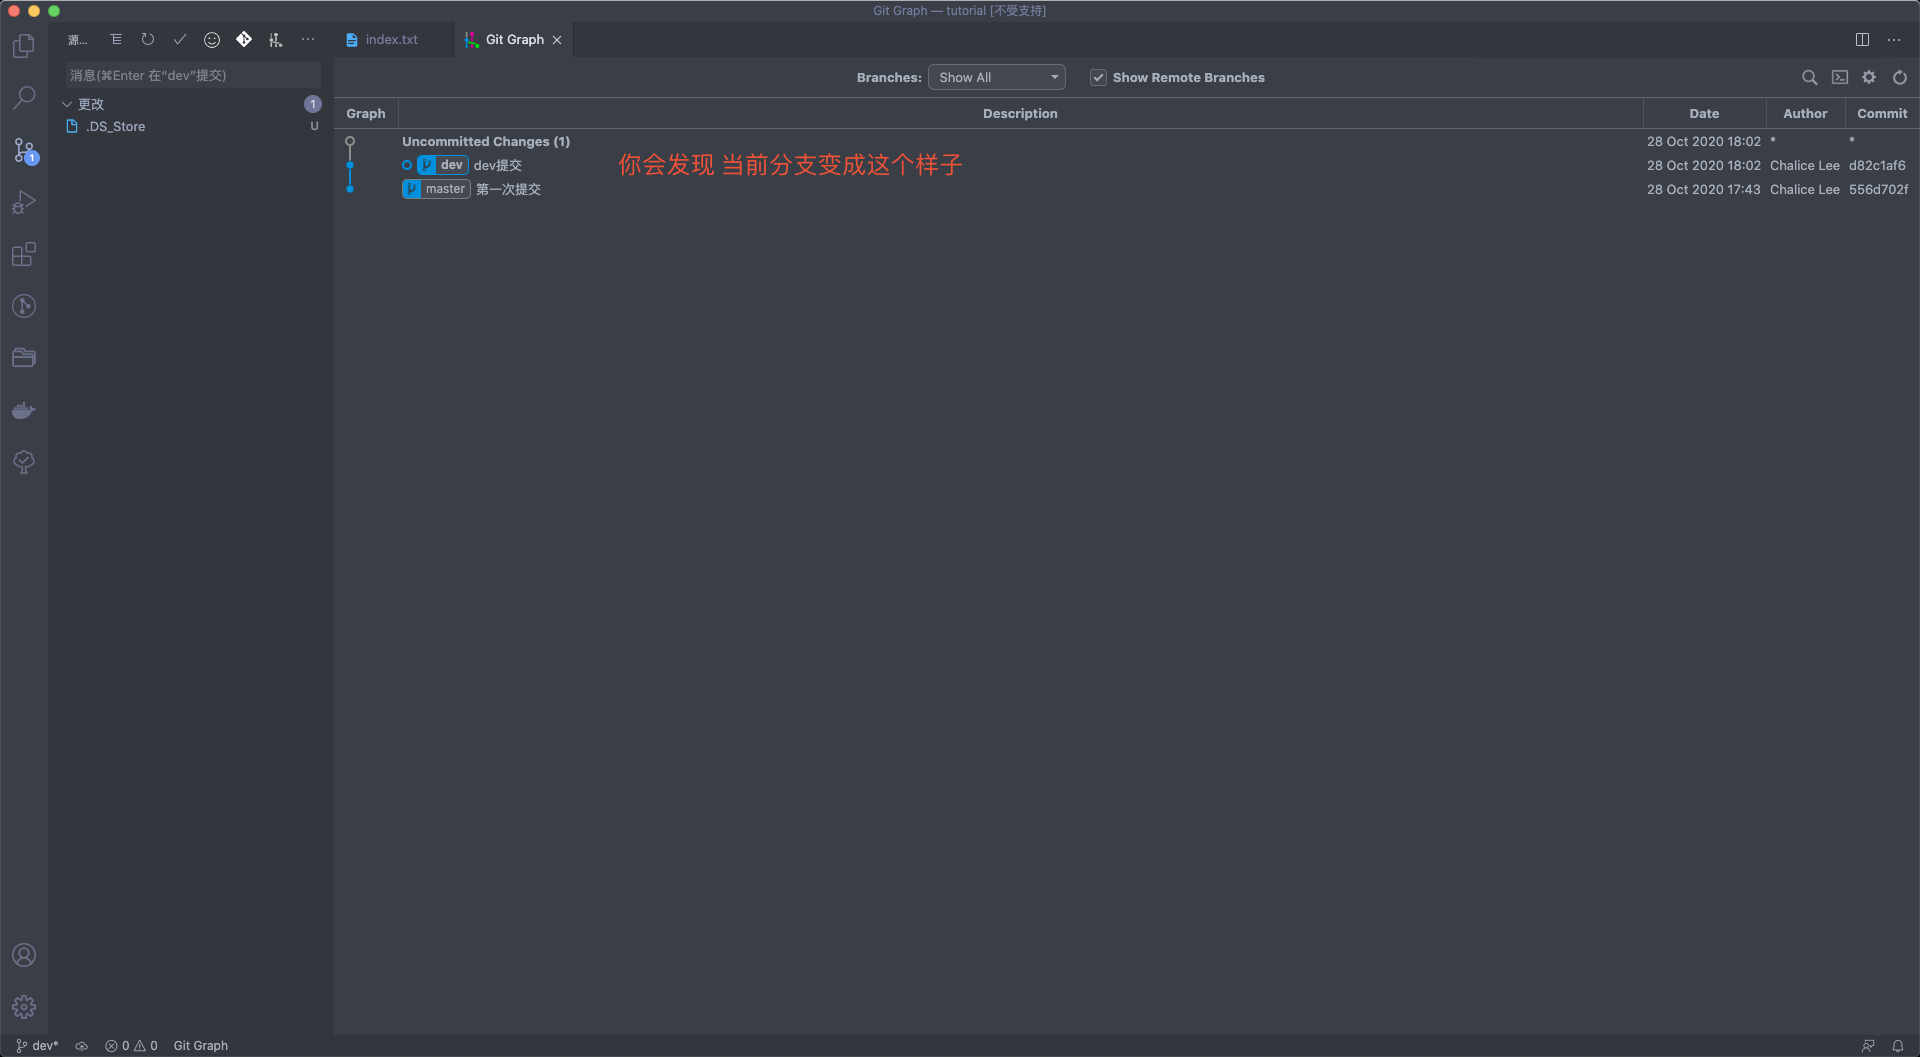 Git Graph — tutorial [不受支持]
源...
index.txt
Git Graph
消息(⌘Enter 在“dev”提交)
Branches: Show All Show Remote Branches
更改 1
.DS_Store U
Graph Description Date Author Commit
Uncommitted Changes (1) 28 Oct 2020 18:02 * *
dev dev提交 28 Oct 2020 18:02 Chalice Lee d82c1af6
你会发现 当前分支变成这个样子
master 第一次提交 28 Oct 2020 17:43 Chalice Lee 556d702f
1
dev* 0 0 Git Graph